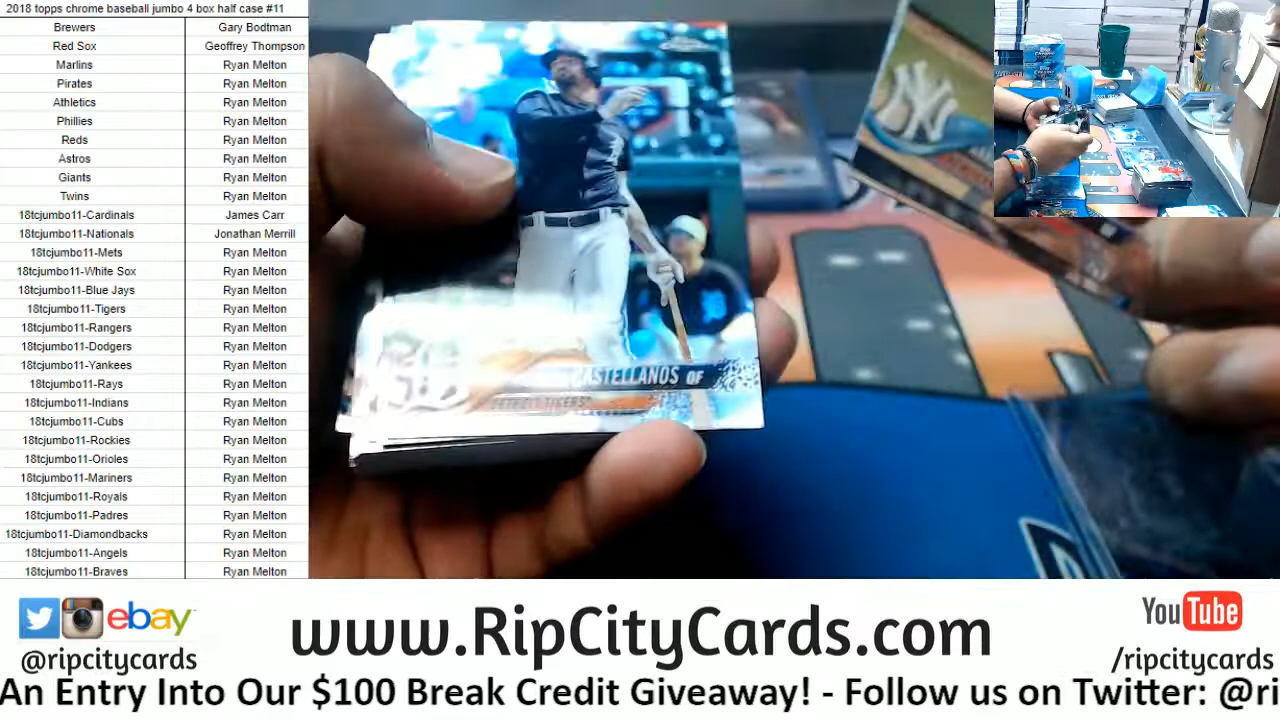 2018 topps chrome baseball jumbo 4 box half case #11
Brewers Gary Bodtman
Red Sox Geoffrey Thompson
Marlins Ryan Melton
Pirates Ryan Melton
Athletics Ryan Melton
Phillies Ryan Melton
Reds Ryan Melton
Astros Ryan Melton
Giants Ryan Melton
Twins Ryan Melton
18tcjumbo11-Cardinals James Carr
18tcjumbo11-Nationals Jonathan Merrill
18tcjumbo11-Mets Ryan Melton
18tcjumbo11-White Sox Ryan Melton
18tcjumbo11-Blue Jays Ryan Melton
18tcjumbo11-Tigers Ryan Melton
18tcjumbo11-Rangers Ryan Melton
18tcjumbo11-Dodgers Ryan Melton
18tcjumbo11-Yankees Ryan Melton
18tcjumbo11-Rays Ryan Melton
18tcjumbo11-Indians Ryan Melton
18tcjumbo11-Cubs Ryan Melton
18tcjumbo11-Rockies Ryan Melton
18tcjumbo11-Orioles Ryan Melton
18tcjumbo11-Mariners Ryan Melton
18tcjumbo11-Royals Ryan Melton
18tcjumbo11-Padres Ryan Melton
18tcjumbo11-Diamondbacks Ryan Melton
18tcjumbo11-Angels Ryan Melton
18tcjumbo11-Braves Ryan Melton
CASTELLANOS OF
DETROIT TIGERS
NY
ebay
@ripcitycards
www.RipCityCards.com
YouTube
/ripcitycards
An Entry Into Our $100 Break Credit Giveaway! - Follow us on Twitter: @ri